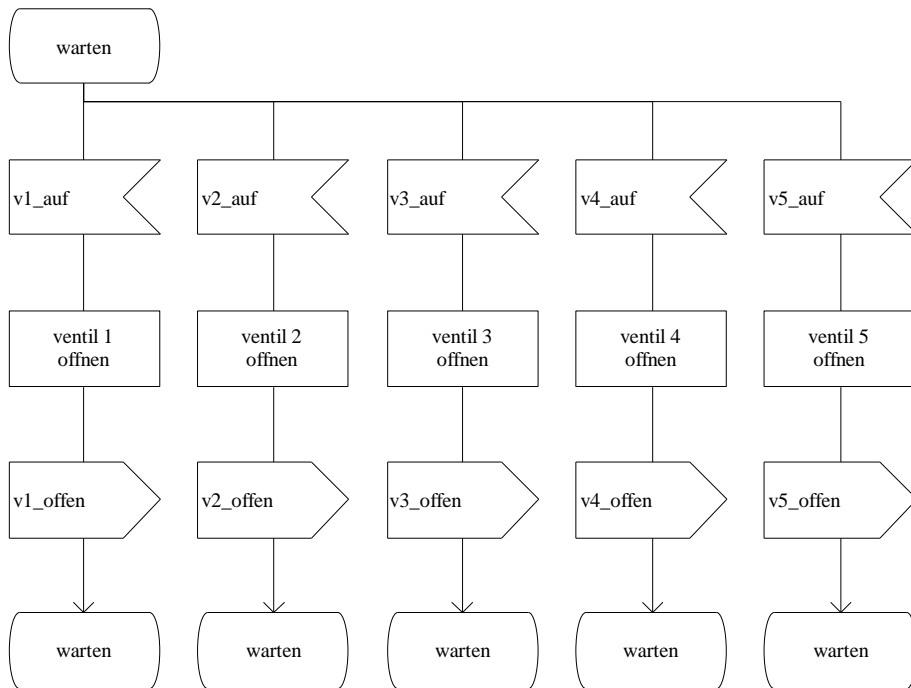 warten
v1_auf
v2_auf
v3_auf
v4_auf
v5_auf
ventil 1
offnen
ventil 2
offnen
ventil 3
offnen
ventil 4
offnen
ventil 5
offnen
v1_offen
v2_offen
v3_offen
v4_offen
v5_offen
warten
warten
warten
warten
warten